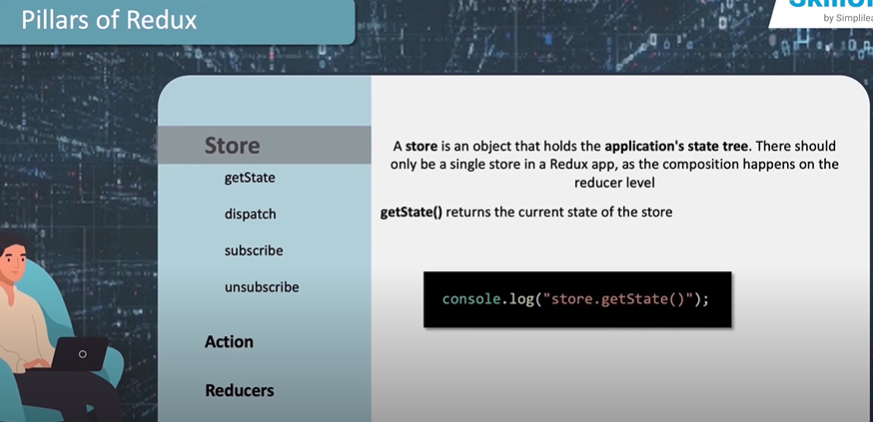 Pillars of Redux
by Simplilea
Store
getState
dispatch
subscribe
unsubscribe
Action
Reducers
A store is an object that holds the application's state tree. There should
only be a single store in a Redux app, as the composition happens on the
reducer level
getState() returns the current state of the store
console.log("store.getState()");